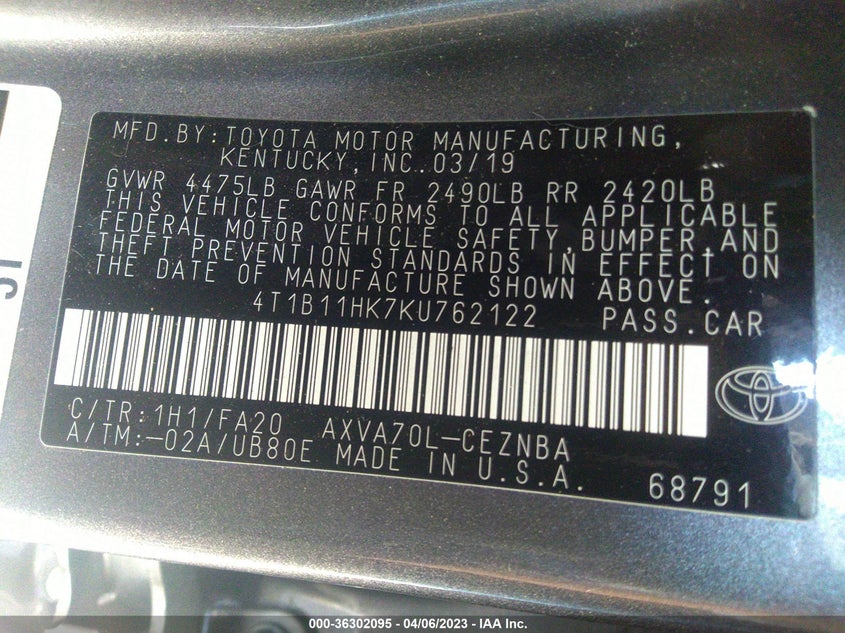 MFD.BY:TOYOTA MOTOR MANUFACTURING,
KENTUCKY,INC. 03/19
GVWR 4475LB GAWR FR 2490LB RR 2420LB
THIS VEHICLE CONFORMS TO ALL APPLICABLE
FEDERAL MOTOR VEHICLE SAFETY,BUMPER,AND
THEFT PREVENTION STANDARDS IN EFFECT ON
THE DATE OF MANUFACTURE SHOWN ABOVE.
4T1B11HK7KU762122 PASS.CAR
C/TR:1H1/FA20 AXVA70L-CEZNBA
A/TM:-02A/UB80E MADE IN U.S.A.
68791
000-36302095 - 04/06/2023 - IAA Inc.